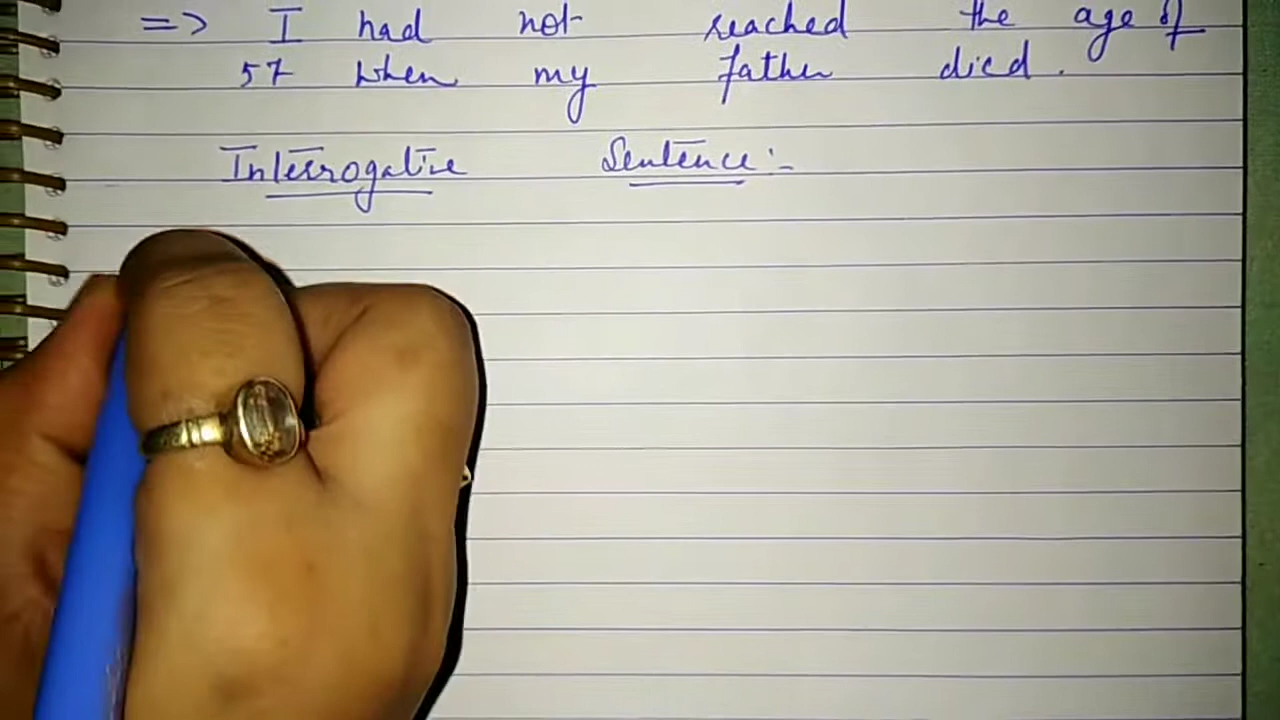 => I had not reached the age of
57 when my father died.
Interrogative Sentence :-